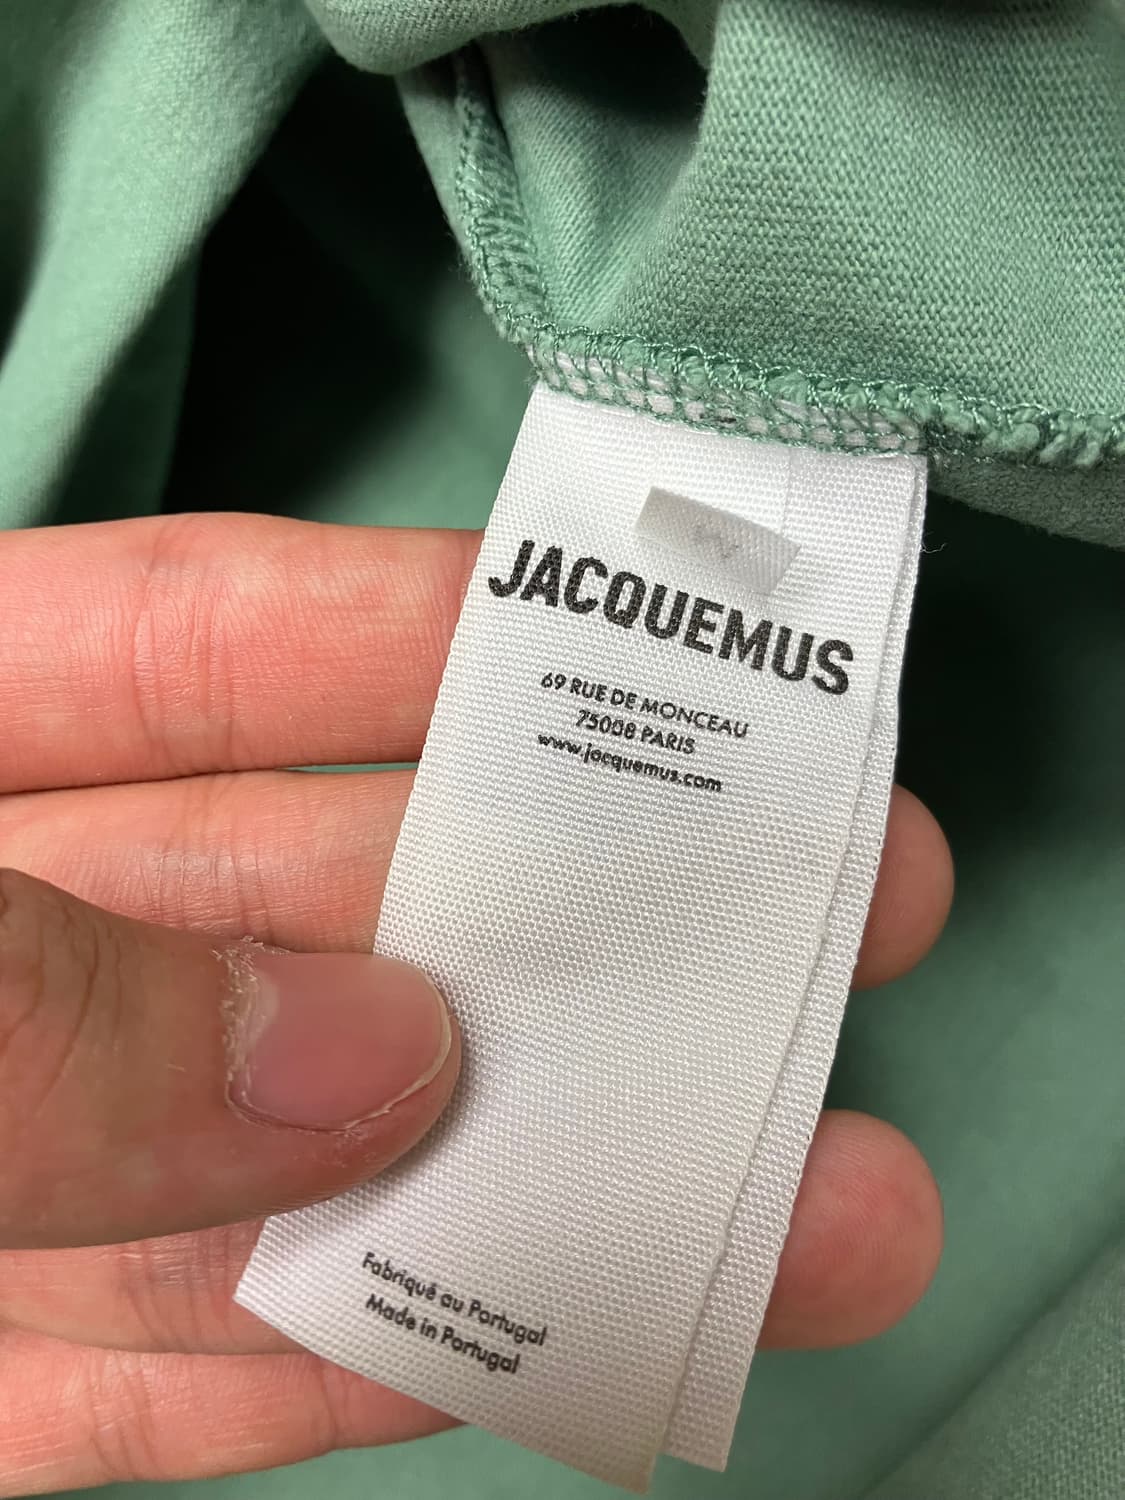 JACQUEMUS
69 RUE DE MONCEAU
75008 PARIS
www.jacquemus.com
Fabriqué au Portugal
Made in Portugal